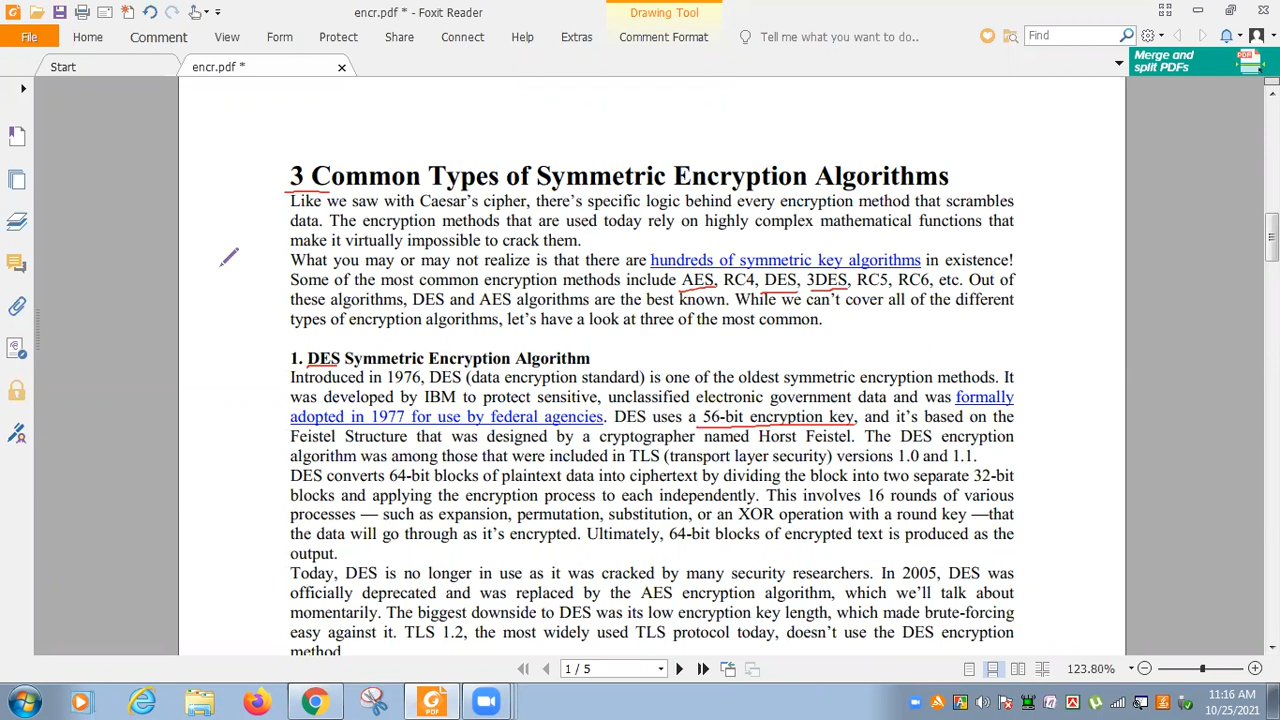 encr.pdf * - Foxit Reader
Drawing Tool
File
Home
Comment
View
Form
Protect
Share
Connect
Help
Extras
Comment Format
Tell me what you want to do..
Find
Start
encr.pdf *
Merge and
split PDFs
3 Common Types of Symmetric Encryption Algorithms
Like we saw with Caesar's cipher, there's specific logic behind every encryption method that scrambles
data. The encryption methods that are used today rely on highly complex mathematical functions that
make it virtually impossible to crack them.
What you may or may not realize is that there are hundreds of symmetric key algorithms in existence!
Some of the most common encryption methods include AES, RC4, DES, 3DES, RC5, RC6, etc. Out of
these algorithms, DES and AES algorithms are the best known. While we can't cover all of the different
types of encryption algorithms, let's have a look at three of the most common.
1. DES Symmetric Encryption Algorithm
Introduced in 1976, DES (data encryption standard) is one of the oldest symmetric encryption methods. It
was developed by IBM to protect sensitive, unclassified electronic government data and was formally
adopted in 1977 for use by federal agencies. DES uses a 56-bit encryption key, and it's based on the
Feistel Structure that was designed by a cryptographer named Horst Feistel. The DES encryption
algorithm was among those that were included in TLS (transport layer security) versions 1.0 and 1.1.
DES converts 64-bit blocks of plaintext data into ciphertext by dividing the block into two separate 32-bit
blocks and applying the encryption process to each independently. This involves 16 rounds of various
processes — such as expansion, permutation, substitution, or an XOR operation with a round key —that
the data will go through as it's encrypted. Ultimately, 64-bit blocks of encrypted text is produced as the
output.
Today, DES is no longer in use as it was cracked by many security researchers. In 2005, DES was
officially deprecated and was replaced by the AES encryption algorithm, which we'll talk about
momentarily. The biggest downside to DES was its low encryption key length, which made brute-forcing
easy against it. TLS 1.2, the most widely used TLS protocol today, doesn't use the DES encryption
method.
1 / 5
123.80%
11:16 AM
10/25/2021